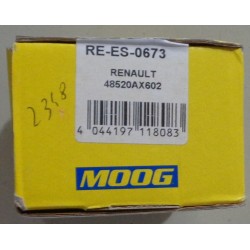 RE-ES-0673
RENAULT
48520AX602
2358
4 044197 118083
MOOG